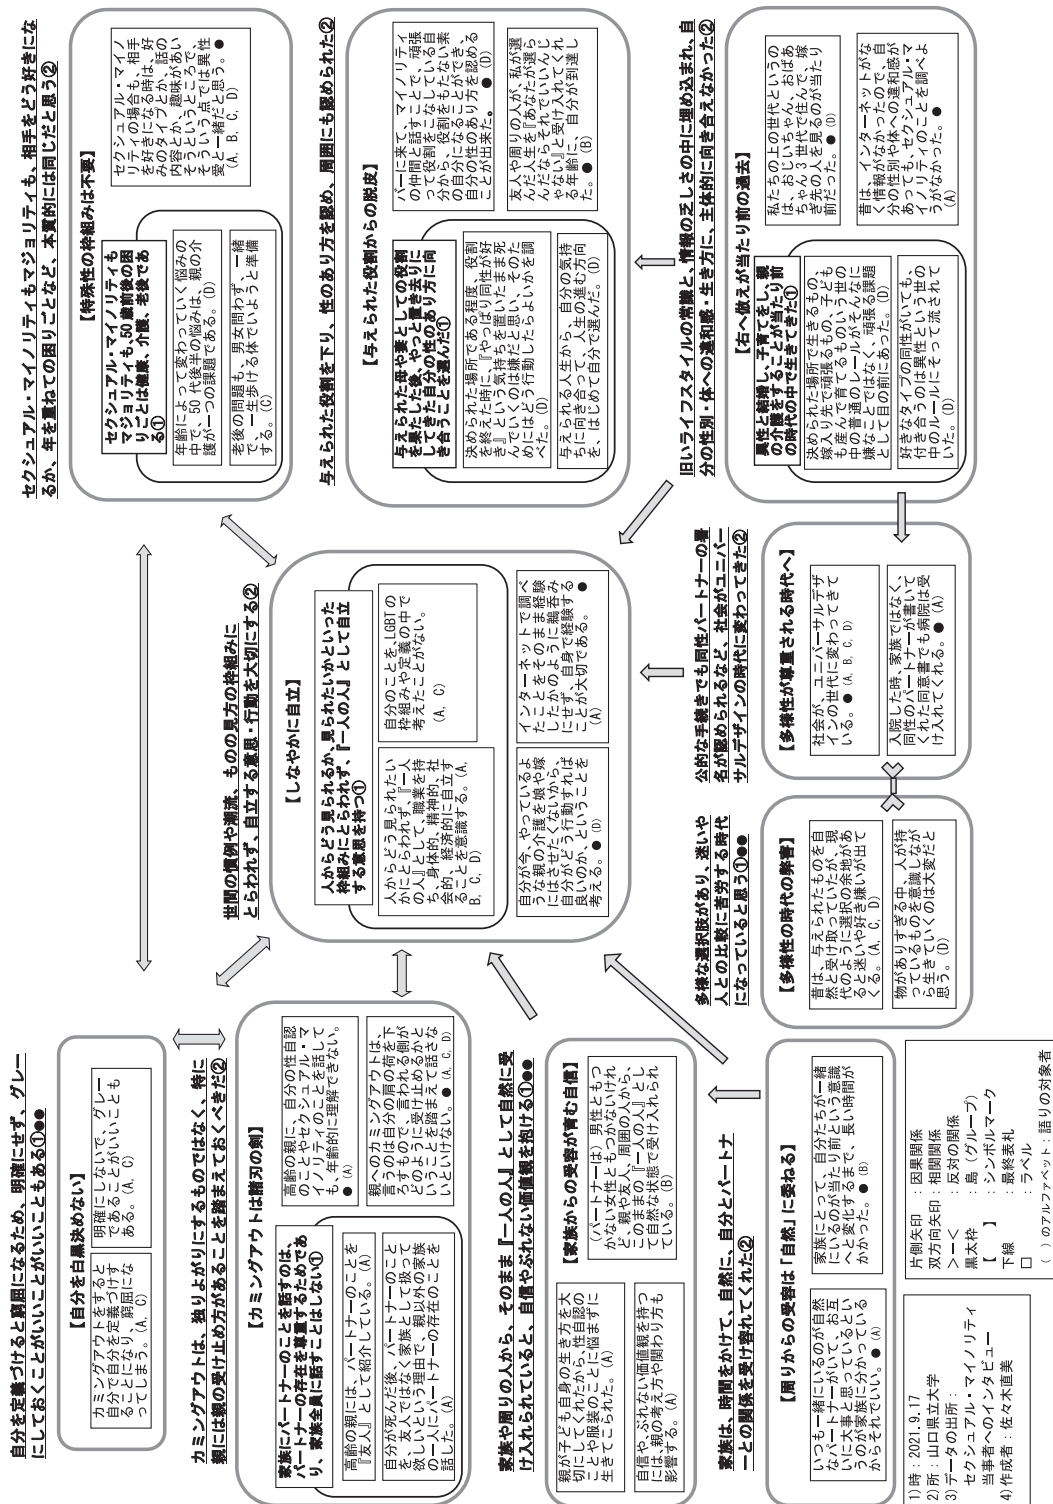 自分を定義づけると窮屈になるため、明確にせず、グレー
にしておくことがいいことがいいこともある①●●
【自分を白黒決めない】
カミングアウトをすると
自分で自分を定義づけす
ることになり、窮屈にな
ってしまう。(A, C)
明確にしないで、グレー
であることがいいことも
ある。(A, C)
セクシュアル・マイノリティもマジョリティも、相手をどう好きにな
るか、年を重ねての困りごとなど、本質的には同じだと思う②
【特殊性の枠組みは不要】
セクシュアル・マイノリティも
マジョリティも、50歳前後の困
りごとは健康、介護、老後であ
る①
年齢によって変わっていく悩みの
中で、50代後半の悩みは、親の介
護が一つの課題である。(D)
老後の問題も、男女問わず、一緒
で、一生歩ける体でいようと準備
する。(C)
セクシュアル・マイノ
リティの場合も、相手
を好きになる時は、好
みのタイプとか、話の
内容とか、趣味があい
そうというところで、
そういう点では異性
愛と一緒だと思う。●
(A, B, C, D)
カミングアウトは、独りよがりにするものではなく、特に
親には親の受け止め方があることを踏まえておくべきだ②
【カミングアウトは諸刃の剣】
家族にパートナーのことを話すのは、
パートナーの存在を尊重するためであ
り、家族全員に話すことはしない①
高齢の親には、パートナーのことを
『友人』として紹介している。(A)
自分が死んだ後、パートナーのこと
を、友人ではなく家族として扱って
欲しいという理由で、親以外の家族
の一人にパートナーの存在のことを
話した。(A)
高齢の親に、自分の性自認
のことやセクシュアル・マ
イノリティのことを話して
も、年齢的に理解できない。
● (A)
親へのカミングアウトは、
言うのは自分の肩の荷を下
ろすもので、言われる側が
どのように受け止めるかと
いうことを踏まえて話さな
いといけない。● (A, C, D)
世間の慣例や潮流、ものの見方の枠組みに
とらわれず、自立する意思・行動を大切にする②
【しなやかに自立】
人からどう見られるか、見られたいかといった
枠組みにとらわれず、『一人の人』として自立
する意思を持つ①
人からどう見られたい
かにとらわれず、『一人
の人』として、職業を持
ち、身体的、精神的、社
会的、経済的に自立す
ることを意識する。(A,
B, C, D)
自分のことを、LGBTの
枠組みや定義の中で
考えたことがない。
(A, C)
自分が今、やっているよ
うな親の介護を娘や嫁
にはさせたくないから、
自分がどう行動すれば
良いのか、ということを
考える。● (D)
インターネットで調べ
たことをそのまま経験
したかのように鵜呑み
にせず、自身で経験する
ことが大切である。●
(A)
与えられた役割を下り、性のあり方を認め、周囲にも認められた②
【与えられた役割からの脱皮】
与えられた母や妻としての役割
を果たした後、やっと置き去りに
してきた自分の性のあり方に向
き合うことを選んだ①
決められた場所である程度、役割
を終えた時に、『やっぱり同性が好
き』という気持ちを置いたまま死
んでいくのは嫌だと思い、そのた
めにはどう行動したらよいかを調
べた。(D)
与えられる人生から、自分の気持
ちに向き合って、人生の進む方向
を、はじめて自分で選んだ。(D)
バーに来て、マイノリティ
の仲間と話すことで、頑張
って役割をこなしている自
分から、役割をもたない素
の自分になることができ、
自分の性のあり方を認める
ことが出来た。● (D)
友人や周りの人が、私が選
んだ人生を『あなたが選ら
んだならそれでいいんじ
ゃない』と受け入れてくれ
る年齢に、自分が到達し
た。● (B)
家族や周りの人から、そのまま『一人の人』として自然に受
け入れられていると、自信やぶれない価値観を抱ける①●●
【家族からの受容が育む自信】
親が子ども自身の生き方を大
切にしてくれたから、性自認の
ことや服装のことに悩まずに
生きてこられた。(A)
自信や、ぶれない価値観を持つ
には、親の考え方や関わり方も
影響する。(A)
(パートナーは)男性ともつ
かない女性ともつかないけれ
ど、親や友人、周囲の人から、
そのままの『一人の人』とし
て自然な状態で受け入れられ
ている。(B)
家族は、時間をかけて、自然に、自分とパートナ
ーとの関係を受け容れてくれた②
【周りからの受容は「自然」に委ねる】
いつも一緒にいるのが自然
なパートナーがいて、お互
いに大事と思っているとい
うのが家族に分かっている
からそれでいい。● (A)
家族にとって、自分たちが一緒
にいるのが当たり前という意識
へと変化するまで、長い時間が
かかった。● (B)
多様な選択肢があり、迷いや
人との比較に苦労する時代
になっていると思う①●●
【多様性の時代の弊害】
昔は、与えられたものを自
然と受け取っていたが、現
代のように選択の余地があ
ると迷いや好き嫌いが出て
くる。(A, C, D)
物がありすぎる中、人が持
っているものを意識しなが
ら生きていくのは大変だと
思う。(D)
公的な手続きでも同性パートナーの署
名が認められるなど、社会がユニバー
サルデザインの時代に変わってきた②
【多様性が尊重される時代へ】
社会が、ユニバーサルデザ
インの世代に変わってきて
いる。● (A, B, C, D)
入院した時、家族ではなく、
同性のパートナーが書いて
くれた同意書でも病院は受
け入れてくれる。● (A)
旧いライフスタイルの常識と、情報の乏しさの中に埋め込まれ、自
分の性別・体への違和感・生き方に、主体的に向き合えなかった②
【右へ倣えが当たり前の過去】
異性と結婚し、子育てをし、親
の介護をすることが当たり前
の時代の中で生きてきた①
決められた場所で生きるもの、
嫁入り先で頑張るもの、子ども
も産んで育てるものいう世の
中の普通のレールがそんなに
嫌なことではなく、頑張る課題
として目の前にあった。(D)
好きなタイプの同性がいても、
付き合うのは異性という世の
中のルールにそって流されて
いた。(D)
私たちの上の世代というの
は、おじいちゃん、おばあ
ちゃん3世代で住んで、嫁
ぎ先の人を見るのが当たり
前だった。● (D)
昔は、インターネットがな
く情報がなかったので、自
分の性別や体への違和感が
あっても、セクシュアル・マ
イノリティのことを調べよ
うがなかった。●
(A)
1)時：2021.9.17
2)所：山口県立大学
3)データの出所：
セクシュアル・マイノリティ
当事者へのインタビュー
4)作成者：佐々木直美
片側矢印 ：因果関係
双方向矢印：相関関係
＞－＜ ：反対の関係
黒太枠 ：島(グループ)
【 】 ：シンボルマーク
下線 ：最終表札
□ ：ラベル
( )のアルファベット：語りの対象者